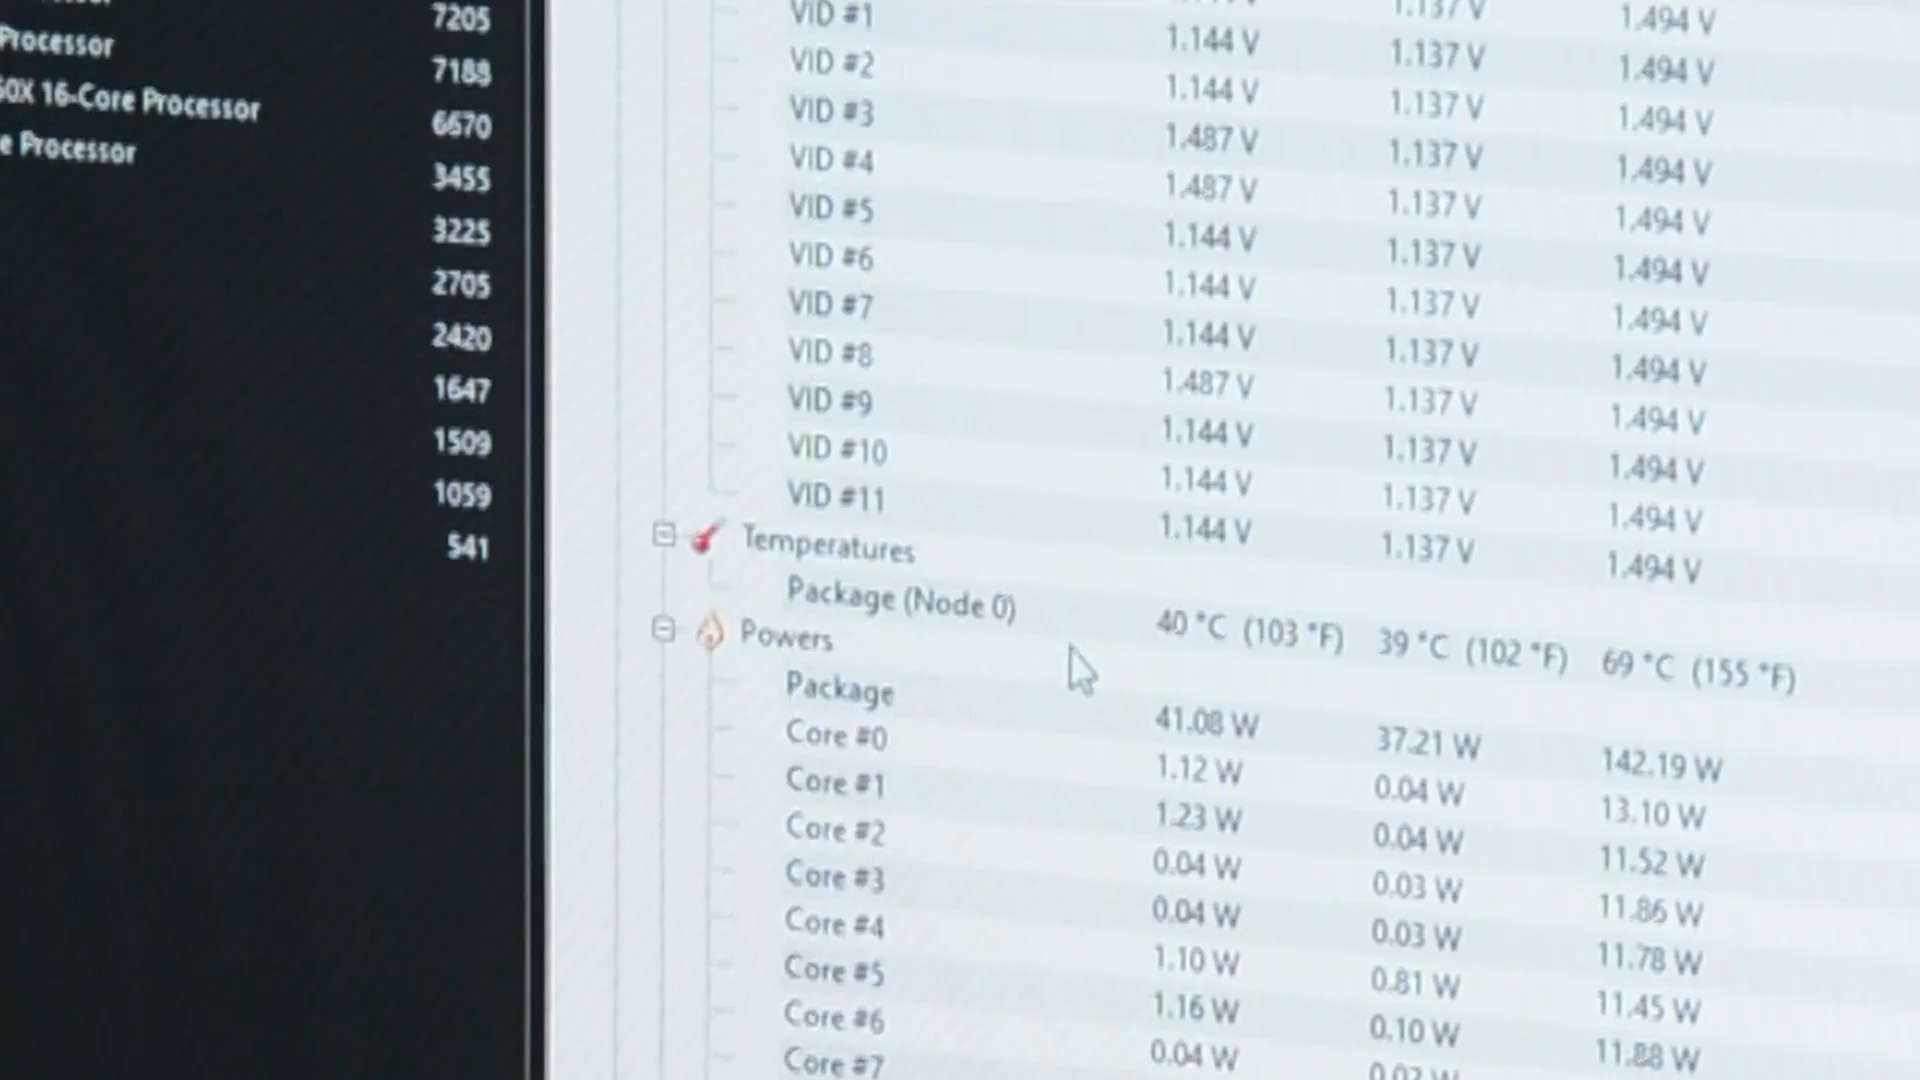 7205
Processor 7188
50X 16-Core Processor 6670
e Processor 3455
3225
2705
2420
1647
1509
1059
541
1.137 V 1.494 V
VID #1 1.144 V 1.137 V 1.494 V
VID #2 1.144 V 1.137 V 1.494 V
VID #3 1.487 V 1.137 V 1.494 V
VID #4 1.487 V 1.137 V 1.494 V
VID #5 1.144 V 1.137 V 1.494 V
VID #6 1.144 V 1.137 V 1.494 V
VID #7 1.144 V 1.137 V 1.494 V
VID #8 1.487 V 1.137 V 1.494 V
VID #9 1.144 V 1.137 V 1.494 V
VID #10 1.144 V 1.137 V 1.494 V
VID #11 1.144 V 1.137 V 1.494 V
Temperatures
Package (Node 0) 40 °C (103 °F) 39 °C (102 °F) 69 °C (155 °F)
Powers
Package 41.08 W 37.21 W 142.19 W
Core #0 1.12 W 0.04 W 13.10 W
Core #1 1.23 W 0.04 W 11.52 W
Core #2 0.04 W 0.03 W 11.86 W
Core #3 0.04 W 0.03 W 11.78 W
Core #4 1.10 W 0.81 W 11.45 W
Core #5 1.16 W 0.10 W 11.88 W
Core #6 0.04 W
Core #7